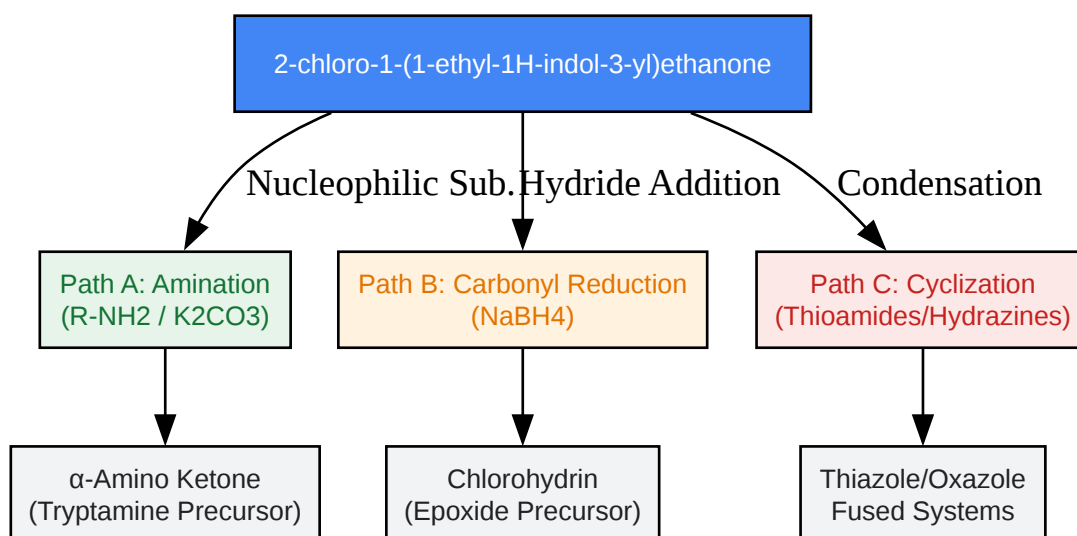 2-chloro-1-(1-ethyl-1H-indol-3-yl)ethanone
Nucleophilic Sub.
Hydride Addition
Condensation
Path A: Amination
(R-NH2 / K2CO3)
Path B: Carbonyl Reduction
(NaBH4)
Path C: Cyclization
(Thioamides/Hydrazines)
α-Amino Ketone
(Tryptamine Precursor)
Chlorohydrin
(Epoxide Precursor)
Thiazole/Oxazole
Fused Systems